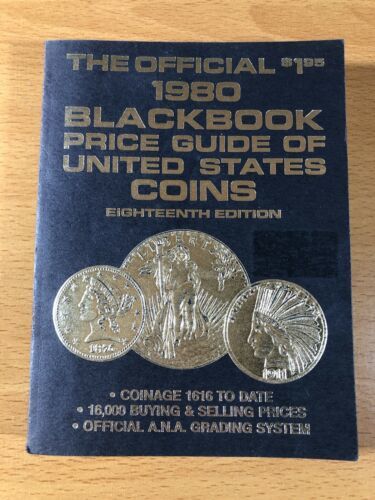 THE OFFICIAL $1.95
1980
BLACKBOOK
PRICE GUIDE OF
UNITED STATES
COINS
EIGHTEENTH EDITION
LIBERTY
• COINAGE 1616 TO DATE
• 16,000 BUYING & SELLING PRICES
• OFFICIAL A.N.A. GRADING SYSTEM